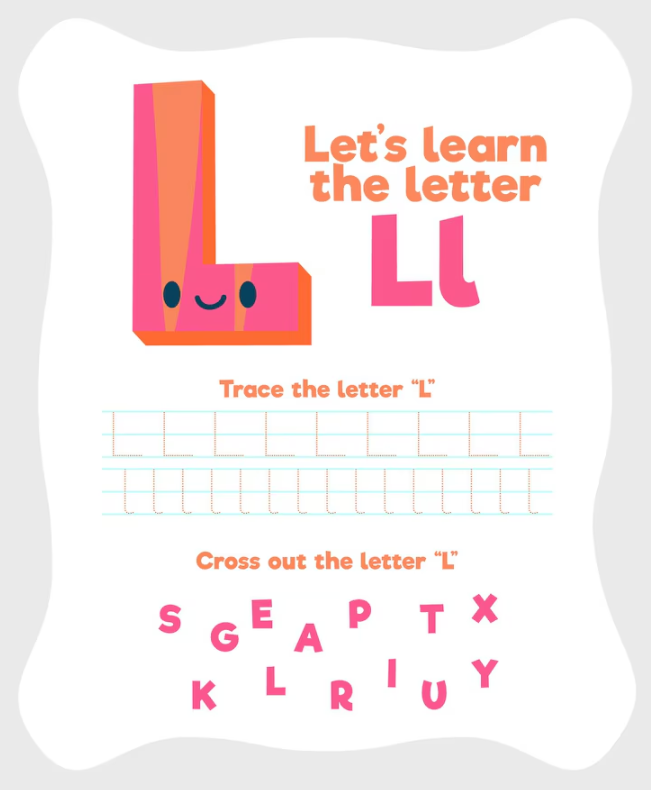 L
Let's learn
the letter
Ll
Trace the letter “L”
L L L L L L L L L
l l l l l l l l l l l l l l l
Cross out the letter “L”
S G E A P T X
K L R I U Y